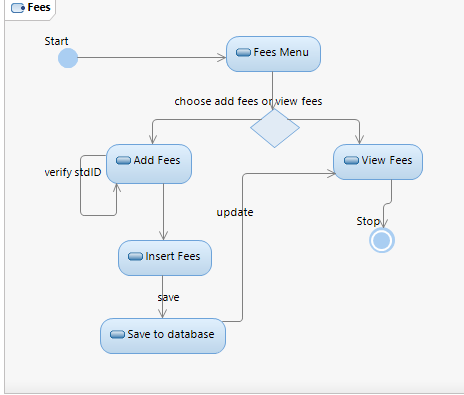 Fees
Start
Fees Menu
choose add fees or view fees
Add Fees
View Fees
verify stdID
update
Stop
Insert Fees
save
Save to database